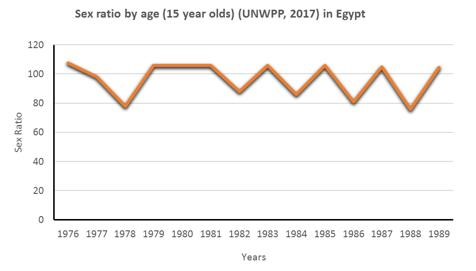 Sex ratio by age (15 year olds) (UNWPP, 2017) in Egypt
120
100
80
60
40
20
0
Sex Ratio
1976 1977 1978 1979 1980 1981 1982 1983 1984 1985 1986 1987 1988 1989
Years